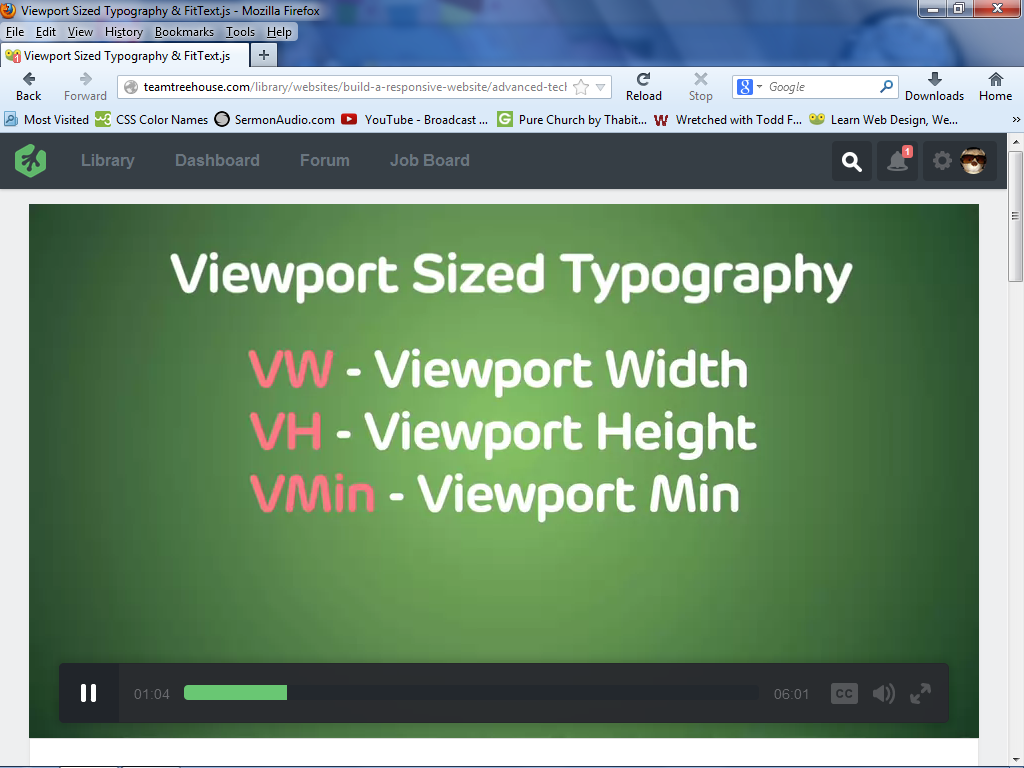 Viewport Sized Typography & FitText.js - Mozilla Firefox
File Edit View History Bookmarks Tools Help
Viewport Sized Typography & FitText.js
Back Forward teamtreehouse.com/library/websites/build-a-responsive-website/advanced-tecl Reload Stop Google Downloads Home
Most Visited CSS Color Names SermonAudio.com YouTube - Broadcast ... Pure Church by Thabit... Wretched with Todd F... Learn Web Design, We... »
Library Dashboard Forum Job Board 1
Viewport Sized Typography
VW - Viewport Width
VH - Viewport Height
VMin - Viewport Min
01:04 06:01 CC